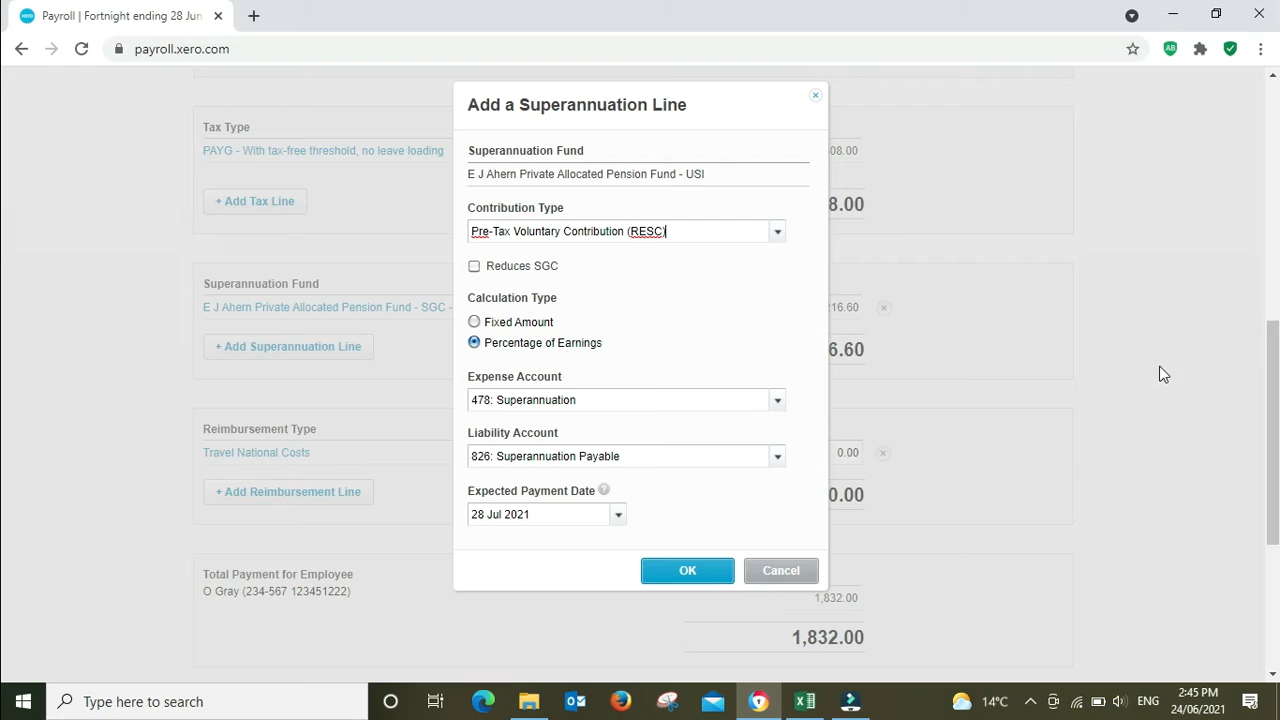 Payroll | Fortnight ending 28 Jun
payroll.xero.com
Add a Superannuation Line
Tax Type
PAYG - With tax-free threshold, no leave loading
08.00
+ Add Tax Line
8.00
Superannuation Fund
E J Ahern Private Allocated Pension Fund - USI
Contribution Type
Pre-Tax Voluntary Contribution (RESC)
Reduces SGC
Superannuation Fund
E J Ahern Private Allocated Pension Fund - SGC -
216.60
+ Add Superannuation Line
6.60
Calculation Type
Fixed Amount
Percentage of Earnings
Expense Account
478: Superannuation
Liability Account
826: Superannuation Payable
Reimbursement Type
Travel National Costs
0.00
+ Add Reimbursement Line
0.00
Expected Payment Date ?
28 Jul 2021
OK
Cancel
Total Payment for Employee
O Gray (234-567 123451222)
1,832.00
1,832.00
Type here to search
14°C
ENG
2:45 PM
24/06/2021